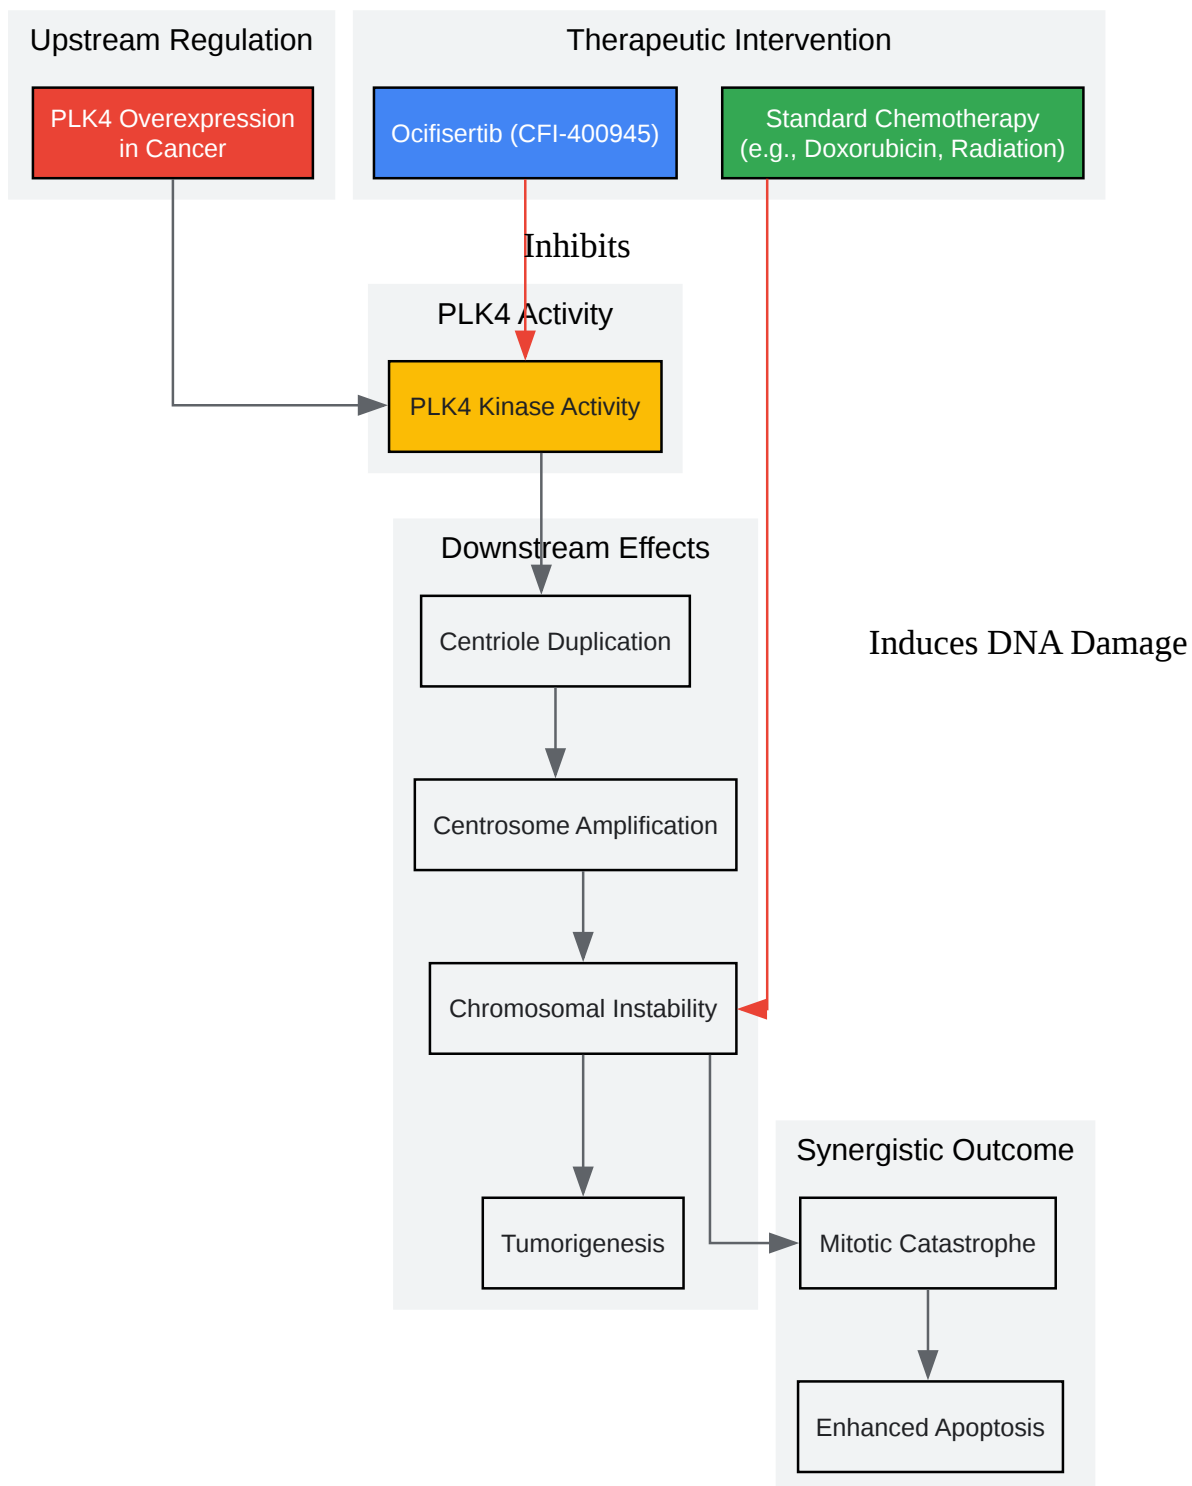 Upstream Regulation
Therapeutic Intervention
PLK4 Overexpression
in Cancer
Ocifisertib (CFI-400945)
Standard Chemotherapy
(e.g., Doxorubicin, Radiation)
Inhibits
PLK4 Activity
PLK4 Kinase Activity
Downstream Effects
Centriole Duplication
Induces DNA Damage
Centrosome Amplification
Chromosomal Instability
Synergistic Outcome
Tumorigenesis
Mitotic Catastrophe
Enhanced Apoptosis